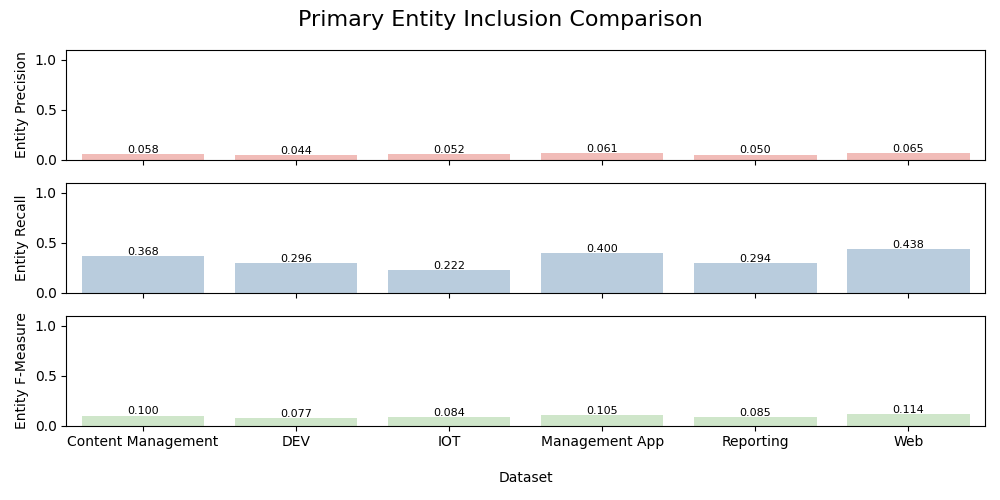 Primary Entity Inclusion Comparison
Entity Precision
1.0
0.5
0.0
0.058 0.044 0.052 0.061 0.050 0.065
Entity Recall
1.0
0.5
0.0
0.368 0.296 0.222 0.400 0.294 0.438
Entity F-Measure
1.0
0.5
0.0
0.100 0.077 0.084 0.105 0.085 0.114
Content Management DEV IOT Management App Reporting Web
Dataset